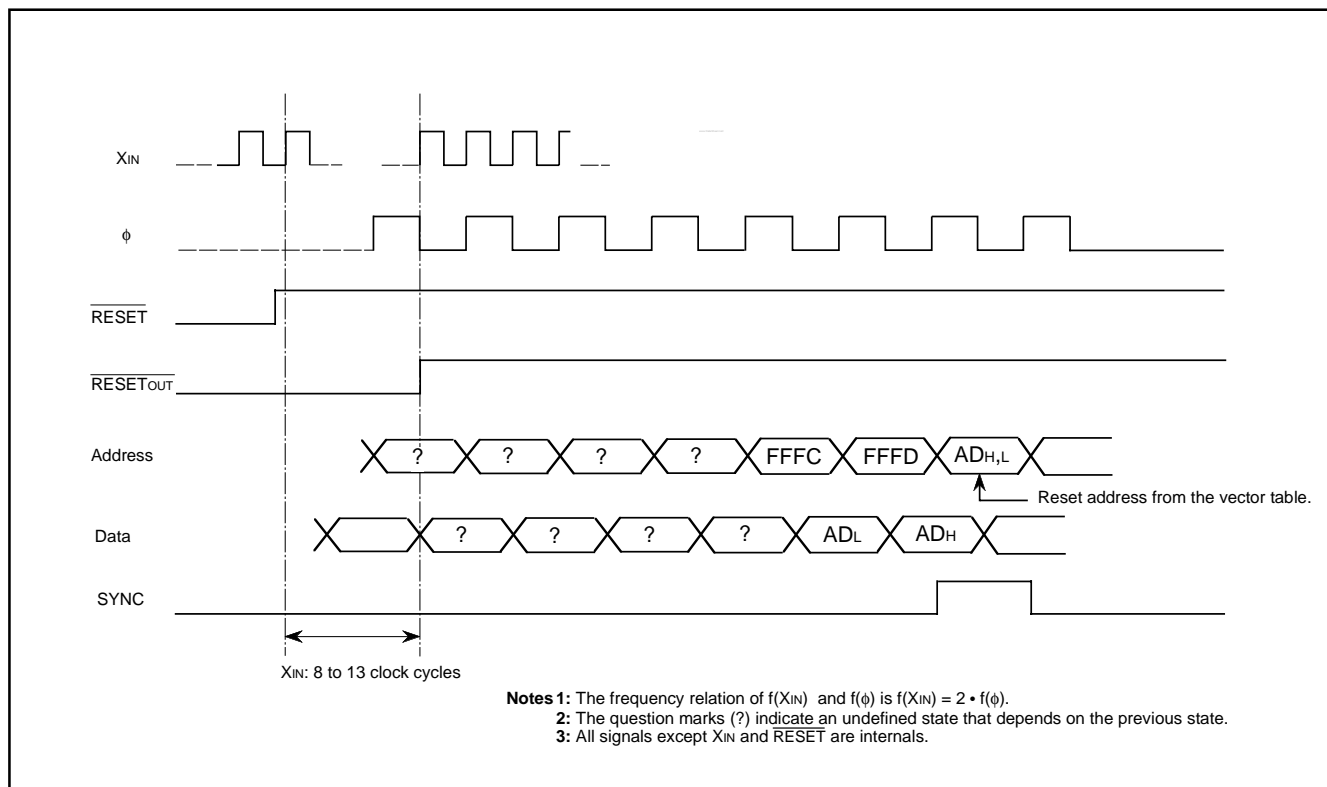 XIN
ϕ
RESET
RESETOUT
Address
? ? ? ? FFFC FFFD ADH,L
Reset address from the vector table.
Data
? ? ? ? ADL ADH
SYNC
XIN: 8 to 13 clock cycles
Notes 1: The frequency relation of f(XIN) and f(ϕ) is f(XIN) = 2 • f(ϕ).
2: The question marks (?) indicate an undefined state that depends on the previous state.
3: All signals except XIN and RESET are internals.